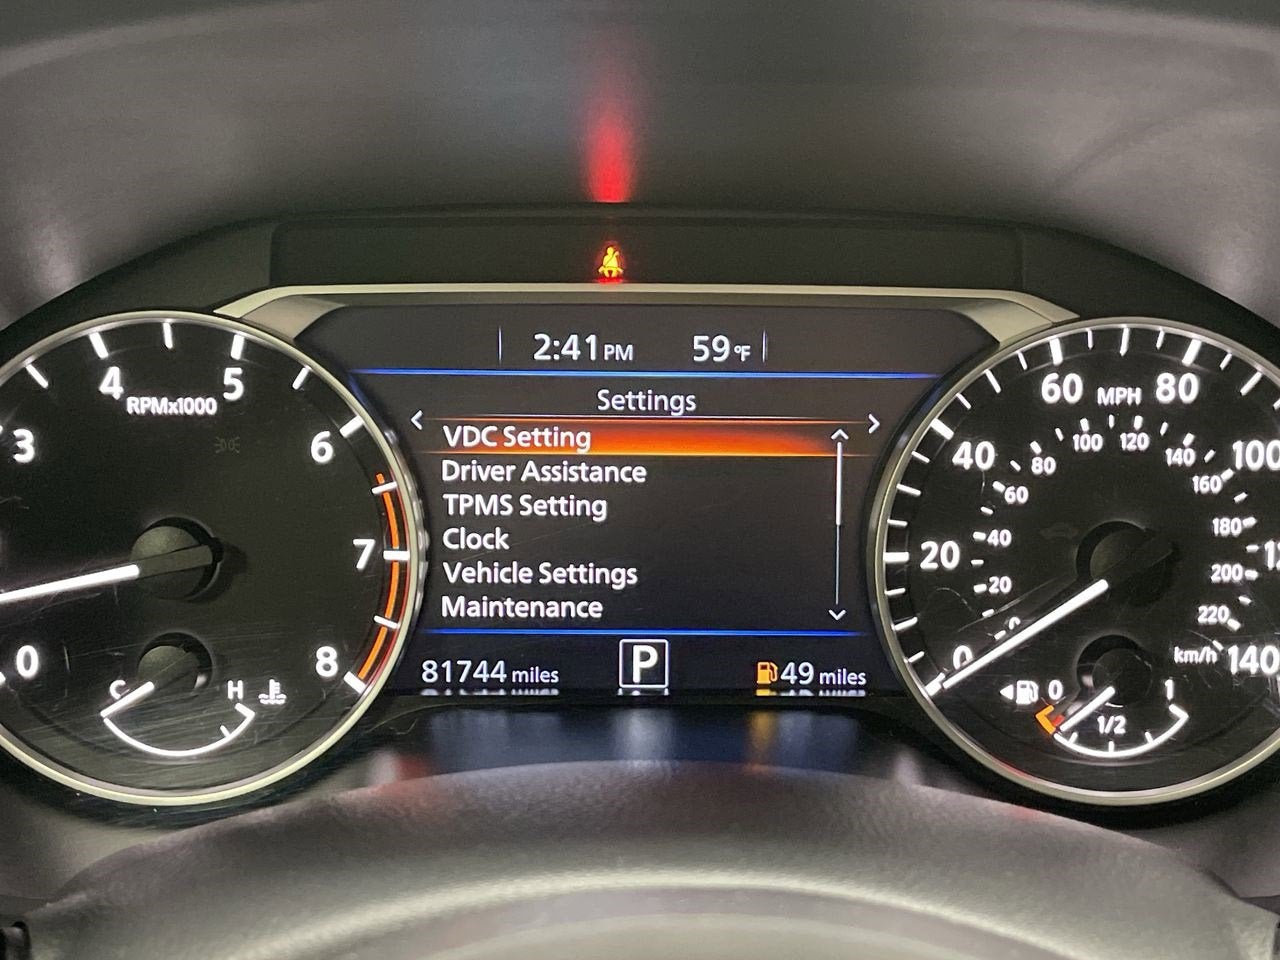 2:41 PM 59°F
Settings
VDC Setting
Driver Assistance
TPMS Setting
Clock
Vehicle Settings
Maintenance
81744 miles P 49 miles
RPMx1000
0
3
4
5
6
7
8
C H
MPH
0
20
40
60
80
100
140
km/h
0
20
40
60
80
100
120
140
160
180
200
220
0 1/2 1